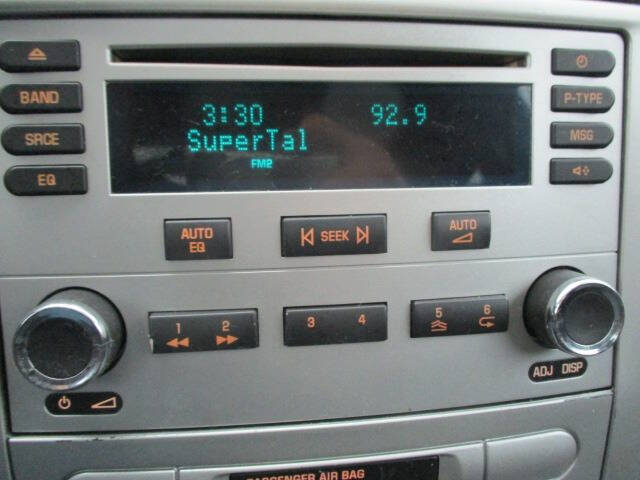 3:30 92.9
SuperTal
FM2
BAND
SRCE
EQ
P-TYPE
MSG
AUTO
EQ
SEEK
AUTO
1 2
3 4
5 6
ADJ DISP
PASSENGER AIR BAG